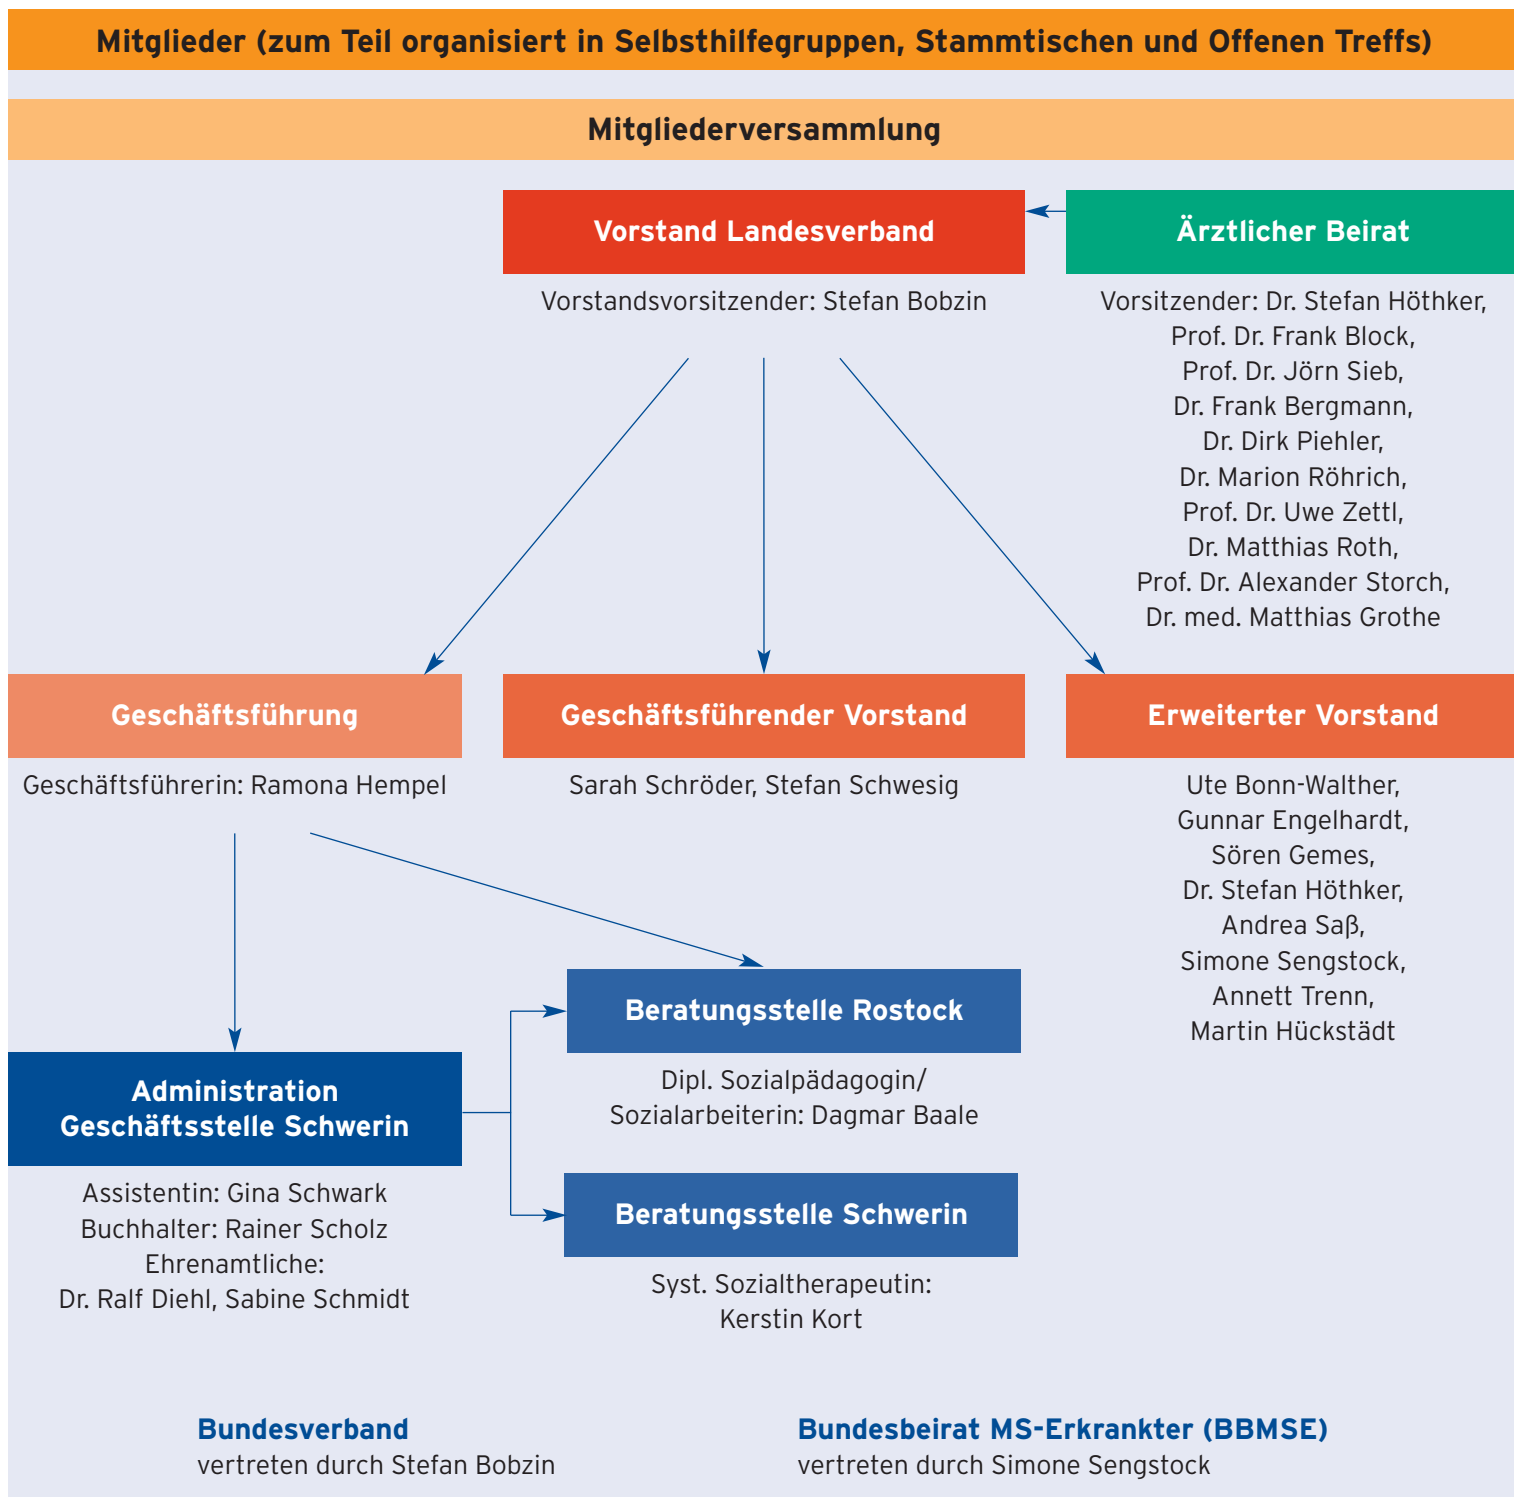 Mitglieder (zum Teil organisiert in Selbsthilfegruppen, Stammtischen und Offenen Treffs)
Mitgliederversammlung
Vorstand Landesverband
Vorstandsvorsitzender: Stefan Bobzin
Ärztlicher Beirat
Vorsitzender: Dr. Stefan Höthker,
Prof. Dr. Frank Block,
Prof. Dr. Jörn Sieb,
Dr. Frank Bergmann,
Dr. Dirk Piehler,
Dr. Marion Röhrich,
Prof. Dr. Uwe Zettl,
Dr. Matthias Roth,
Prof. Dr. Alexander Storch,
Dr. med. Matthias Grothe
Geschäftsführung
Geschäftsführerin: Ramona Hempel
Geschäftsführender Vorstand
Sarah Schröder, Stefan Schwesig
Erweiterter Vorstand
Ute Bonn-Walther,
Gunnar Engelhardt,
Sören Gemes,
Dr. Stefan Höthker,
Andrea Saß,
Simone Sengstock,
Annett Trenn,
Martin Hückstädt
Administration
Geschäftsstelle Schwerin
Assistentin: Gina Schwark
Buchhalter: Rainer Scholz
Ehrenamtliche:
Dr. Ralf Diehl, Sabine Schmidt
Beratungsstelle Rostock
Dipl. Sozialpädagogin/
Sozialarbeiterin: Dagmar Baale
Beratungsstelle Schwerin
Syst. Sozialtherapeutin:
Kerstin Kort
Bundesverband
vertreten durch Stefan Bobzin
Bundesbeirat MS-Erkrankter (BBMSE)
vertreten durch Simone Sengstock